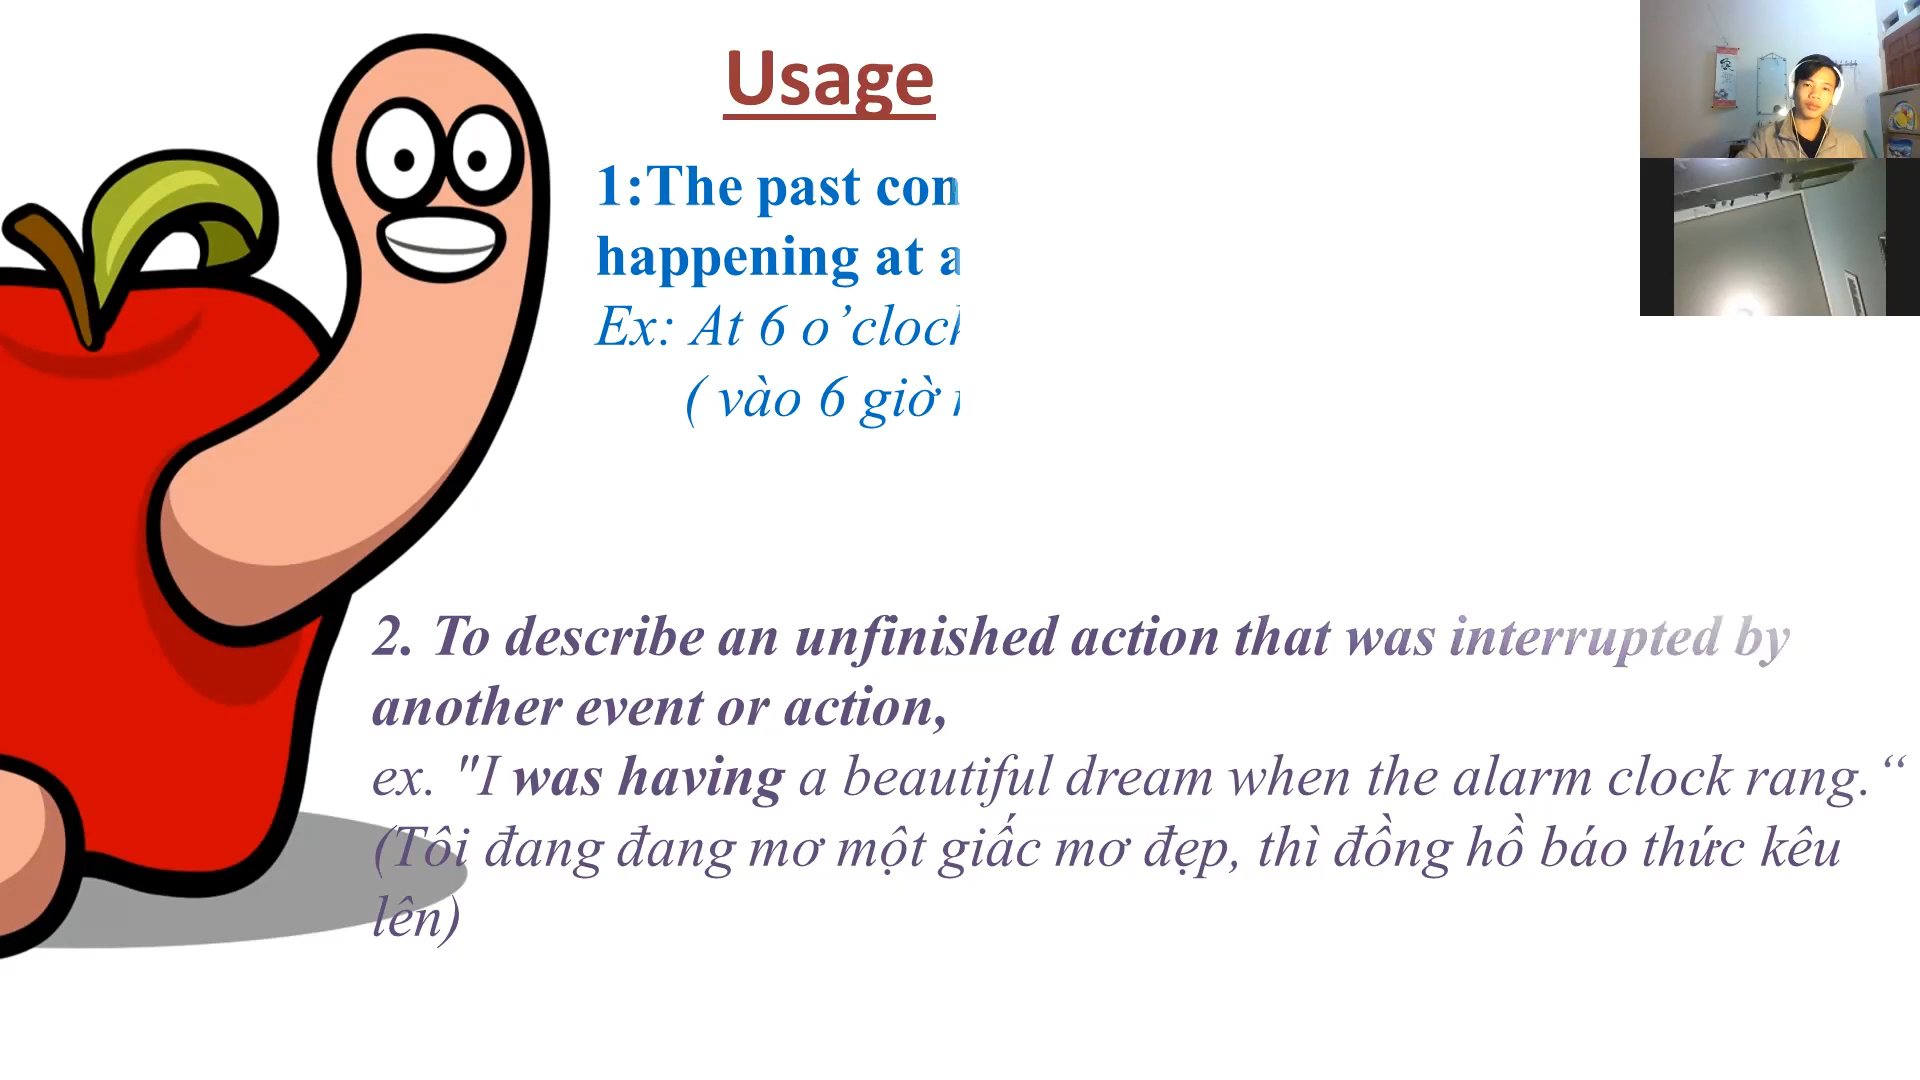 Usage
1:The past con
happening at a
Ex: At 6 o’clock
( vào 6 giờ
2. To describe an unfinished action that was interrupted by
another event or action,
ex. "I was having a beautiful dream when the alarm clock rang.“
(Tôi đang đang mơ một giấc mơ đẹp, thì đồng hồ báo thức kêu
lên)